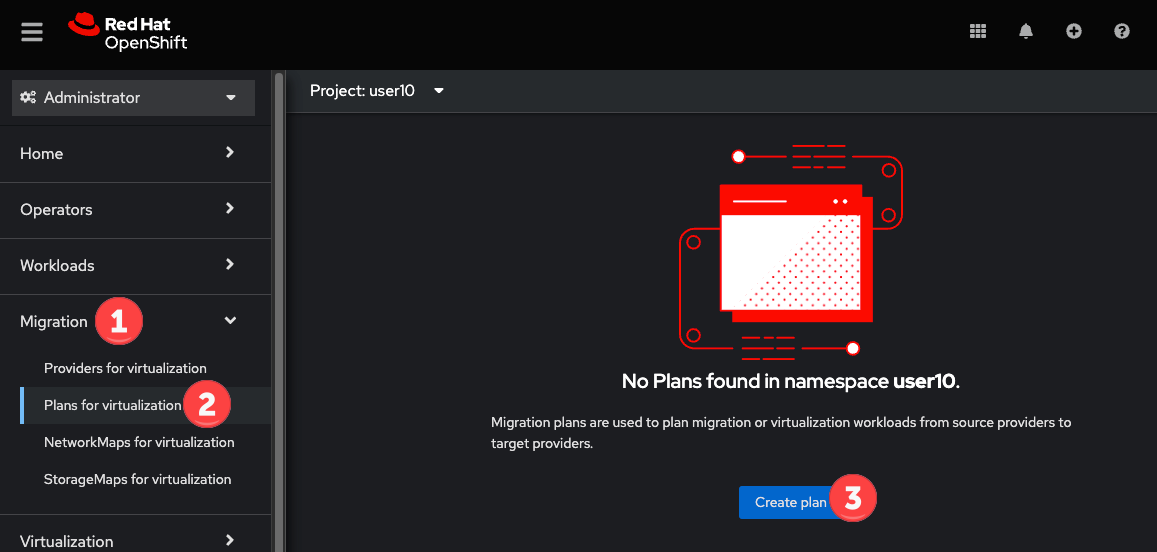 Red Hat
OpenShift
Administrator
Project: user10
Home
Operators
Workloads
Migration 1
Providers for virtualization
Plans for virtualization 2
NetworkMaps for virtualization
StorageMaps for virtualization
Virtualization
No Plans found in namespace user10.
Migration plans are used to plan migration or virtualization workloads from source providers to
target providers.
Create plan 3